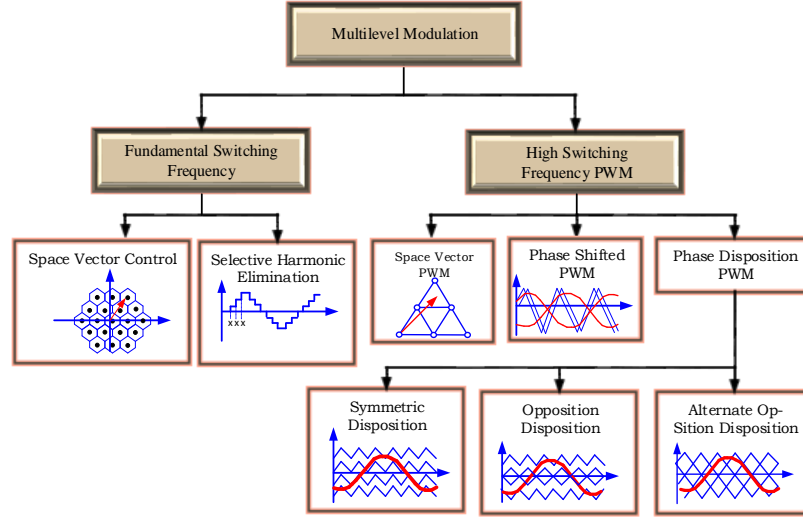 Multilevel Modulation
Fundamental Switching
Frequency
High Switching
Frequency PWM
Space Vector Control
Selective Harmonic
Elimination
x x x
Space Vector
PWM
Phase Shifted
PWM
Phase Disposition
PWM
Symmetric
Disposition
Opposition
Disposition
Alternate Op-
Sition Disposition